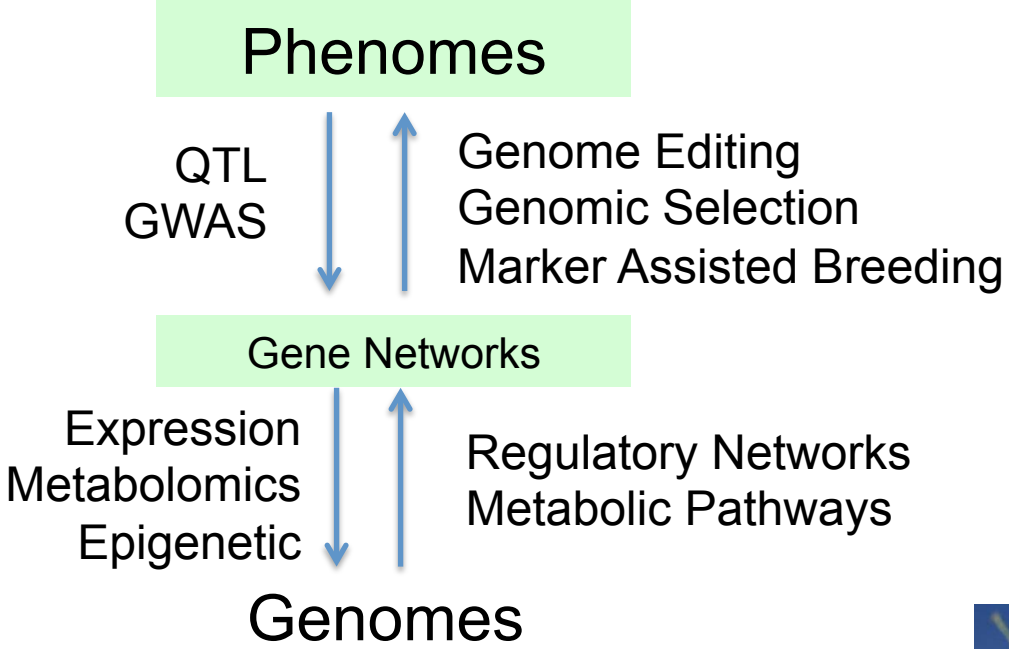 Phenomes
QTL
GWAS
Genome Editing
Genomic Selection
Marker Assisted Breeding
Gene Networks
Expression
Metabolomics
Epigenetic
Regulatory Networks
Metabolic Pathways
Genomes